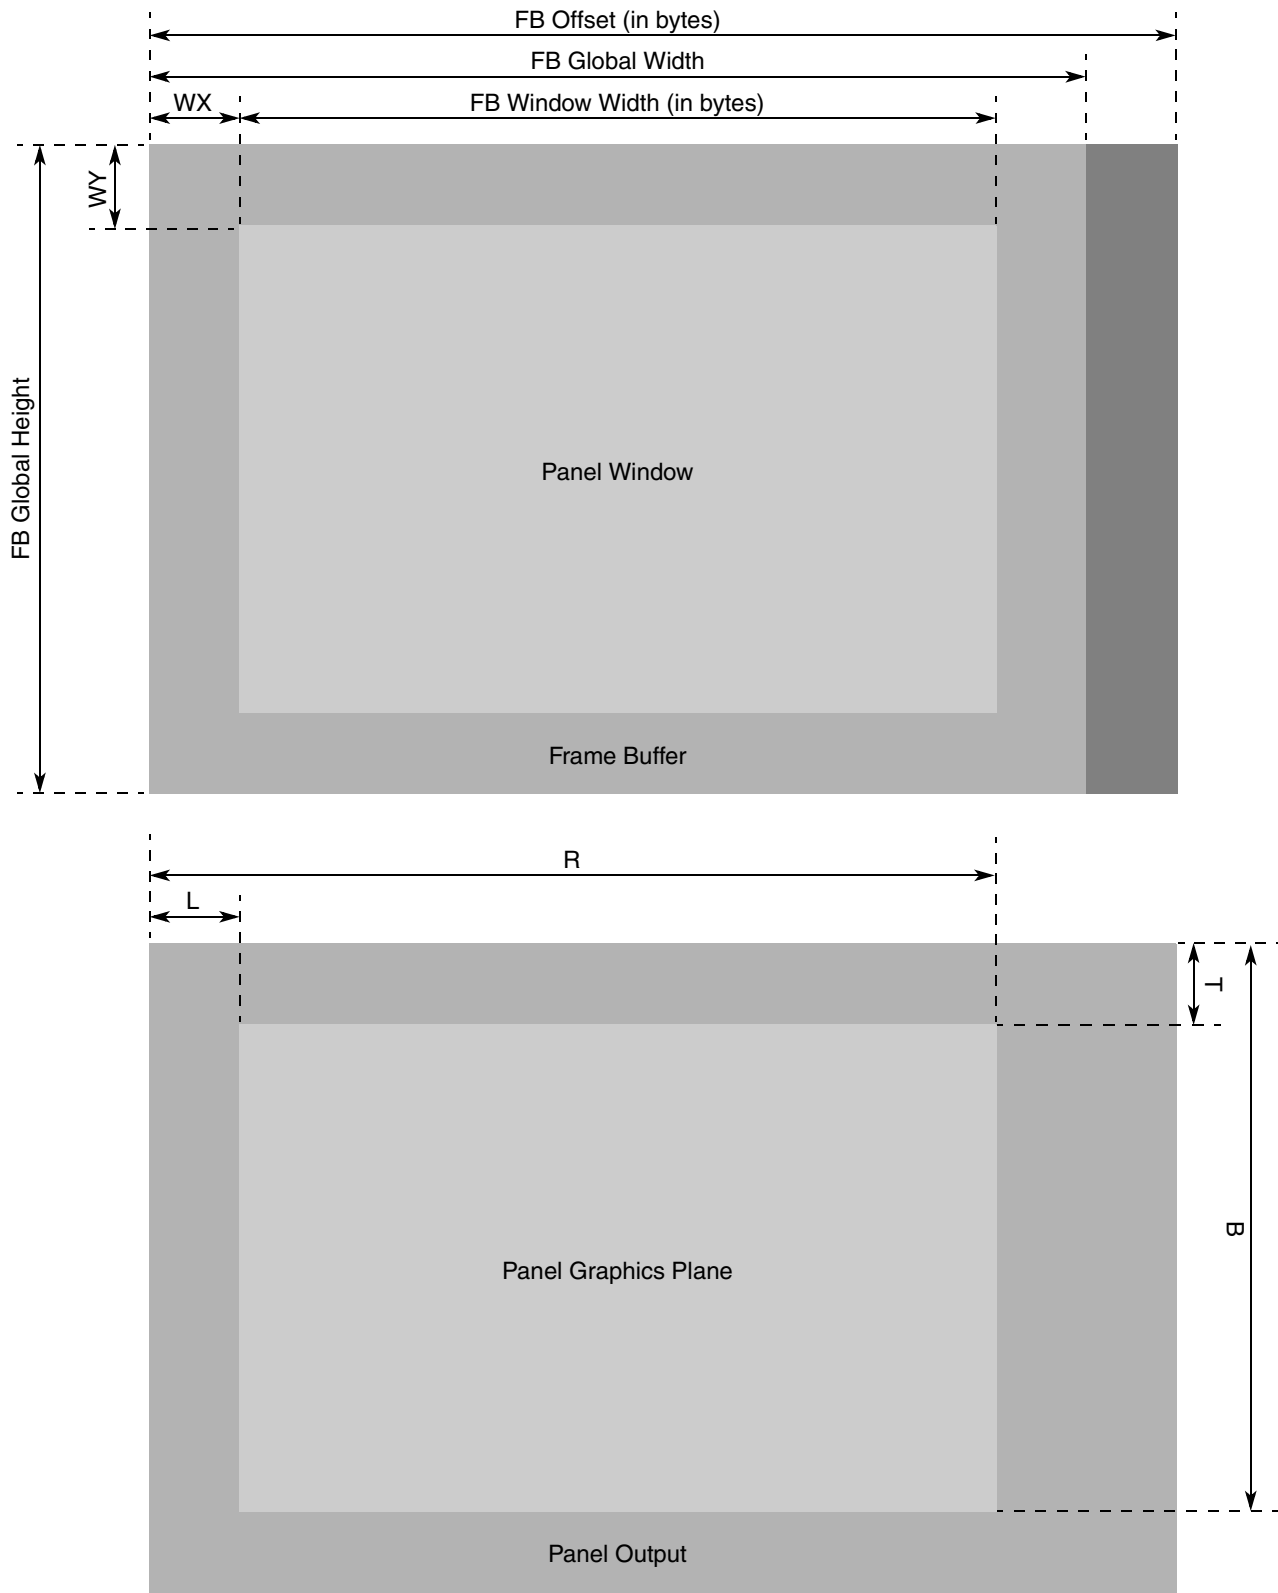 FB Offset (in bytes)
FB Global Width
WX
FB Window Width (in bytes)
WY
FB Global Height
Panel Window
Frame Buffer
R
L
T
B
Panel Graphics Plane
Panel Output